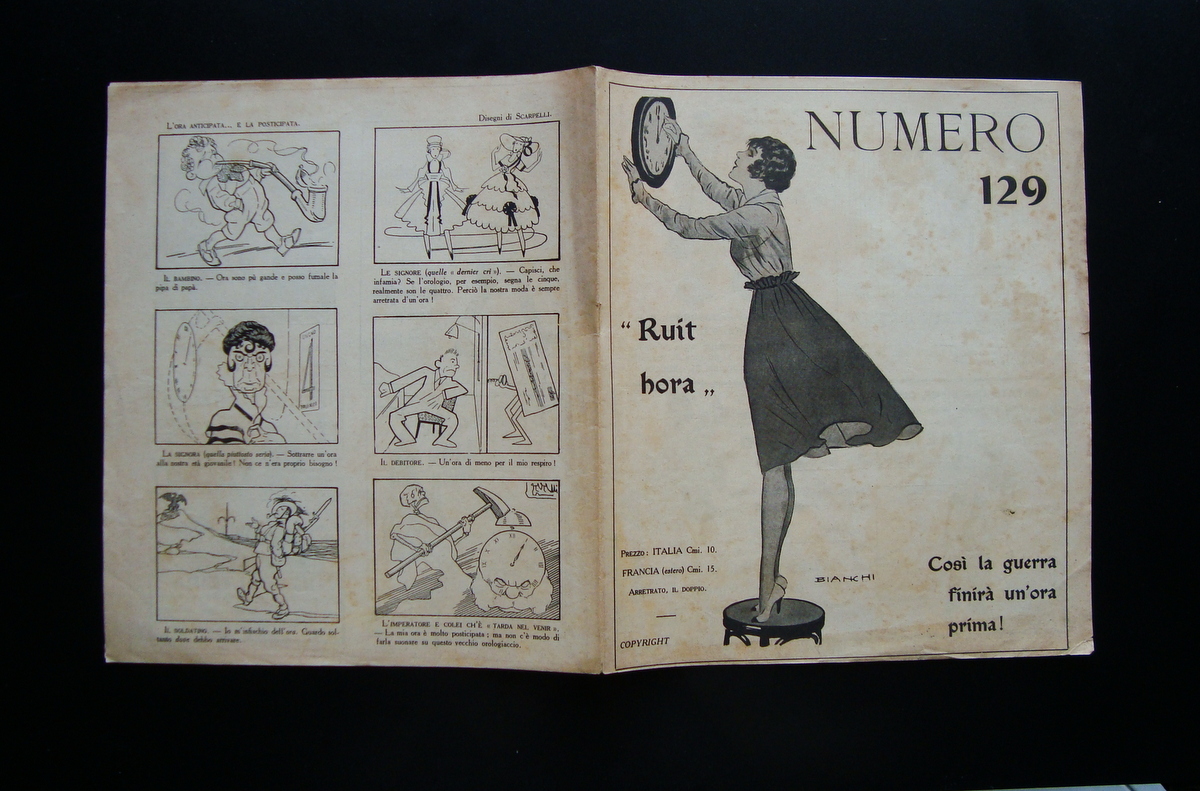 L'ORA ANTICIPATA... E LA POSTICIPATA.
Disegni di SCARPELLI.
IL BAMBINO. — Ora sono più gande e posso fumale la
pipa di papà.
LE SIGNORE (quelle « dernier cri »). — Capisci, che
infamia? Se l'orologio, per esempio, segna le cinque,
realmente son le quattro. Perciò la nostra moda è sempre
arretrata d'un'ora !
4
LA SIGNORA (quella piuttosto seria). — Sottrarre un'ora
alla nostra età giovanile ! Non ce n'era proprio bisogno !
IL DEBITORE. — Un'ora di meno per il mio respiro !
IL SOLDATINO. — Io m'infischio dell'ora. Guardo sol-
tanto dove debbo arrivare.
L'IMPERATORE E COLEI CH'È « TARDA NEL VENIR ».
— La mia ora è molto posticipata ; ma non c'è modo di
farla suonare su questo vecchio orologiaccio.
NUMERO
129
“ Ruit
hora „
PREZZO : ITALIA Cmi. 10.
FRANCIA (estero) Cmi. 15.
ARRETRATO, IL DOPPIO.
COPYRIGHT
BIANCHI
Così la guerra
finirà un'ora
prima!